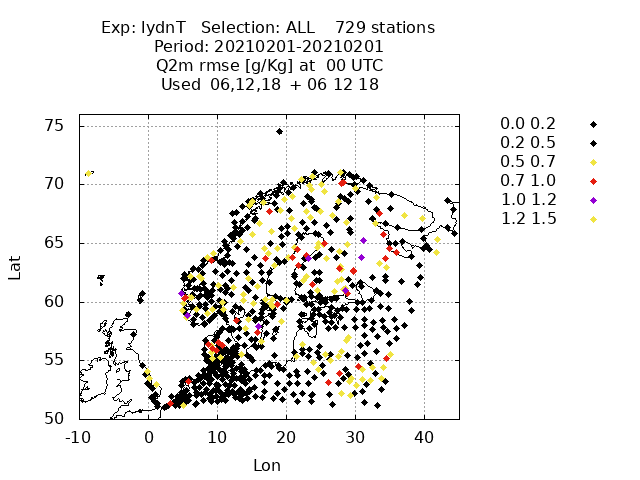 Exp: lydnT Selection: ALL 729 stations
Period: 20210201-20210201
Q2m rmse [g/Kg] at 00 UTC
Used 06,12,18 + 06 12 18
75
70
65
60
55
50
Lat
-10 0 10 20 30 40
Lon
0.0 0.2
0.2 0.5
0.5 0.7
0.7 1.0
1.0 1.2
1.2 1.5